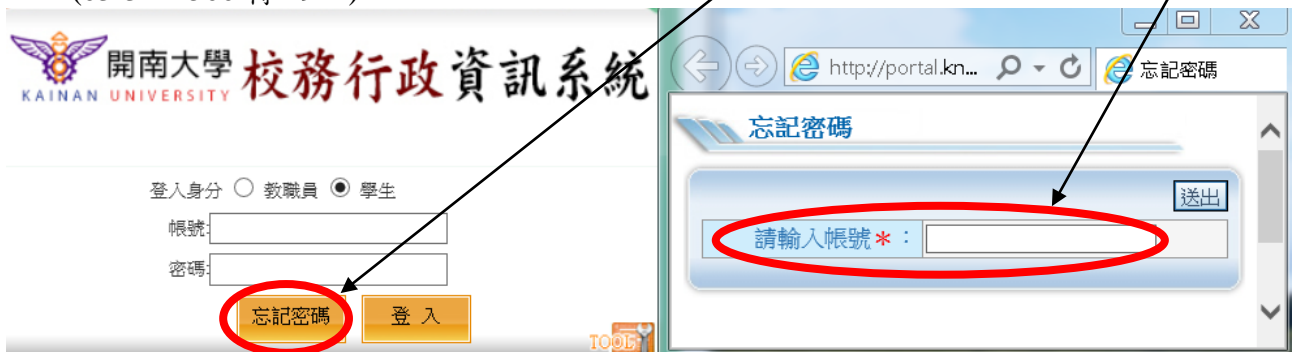 開南大學
KAINAN UNIVERSITY
校務行政資訊系統
登入身分 教職員 學生
帳號:
密碼:
忘記密碼 登 入
TOOL
http://portal.kn...
忘記密碼
忘記密碼
送出
請輸入帳號*: